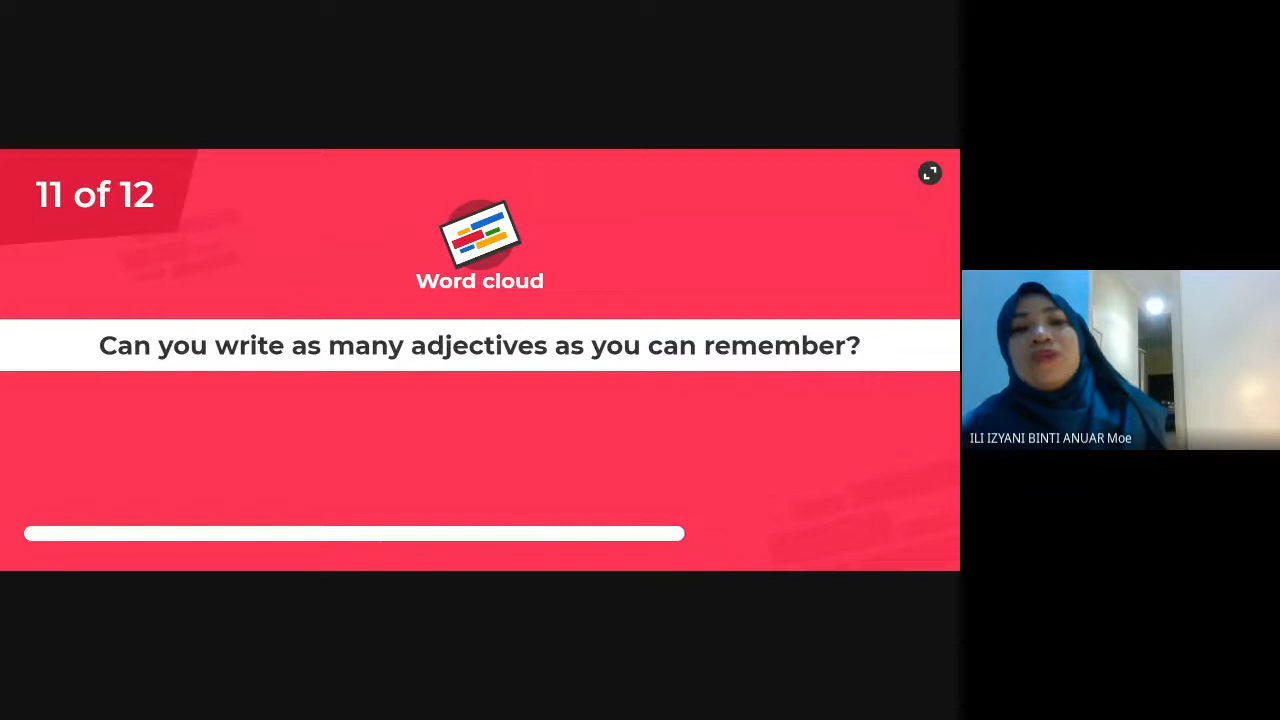 11 of 12
Word cloud
Can you write as many adjectives as you can remember?
ILI IZYANI BINTI ANUAR Moe